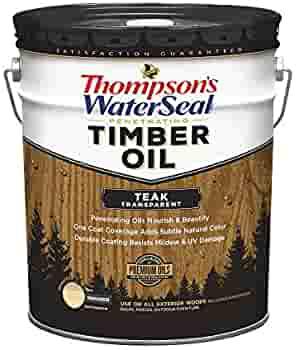 SATISFACTION GUARANTEED
Thompson's
WaterSeal
PENETRATING
TIMBER
OIL
TEAK
TRANSPARENT
Penetrating Oils Nourish & Beautify
One Coat Coverage Adds Subtle Natural Color
Durable Coating Resists Mildew & UV Damage
PREMIUM OILS
USE ON ALL EXTERIOR WOODS